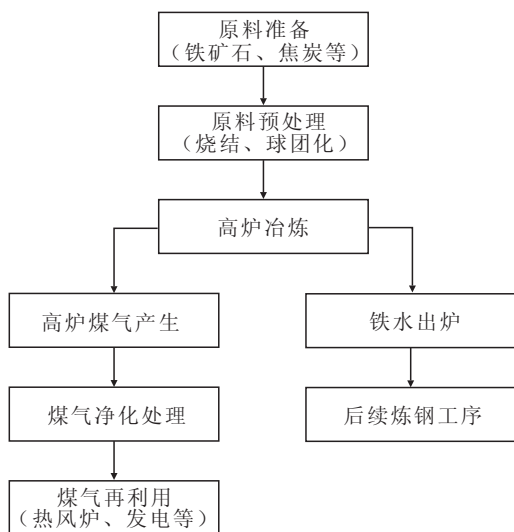 原料准备
（铁矿石、焦炭等）
原料预处理
（烧结、球团化）
高炉冶炼
高炉煤气产生
铁水出炉
煤气净化处理
后续炼钢工序
煤气再利用
（热风炉、发电等）